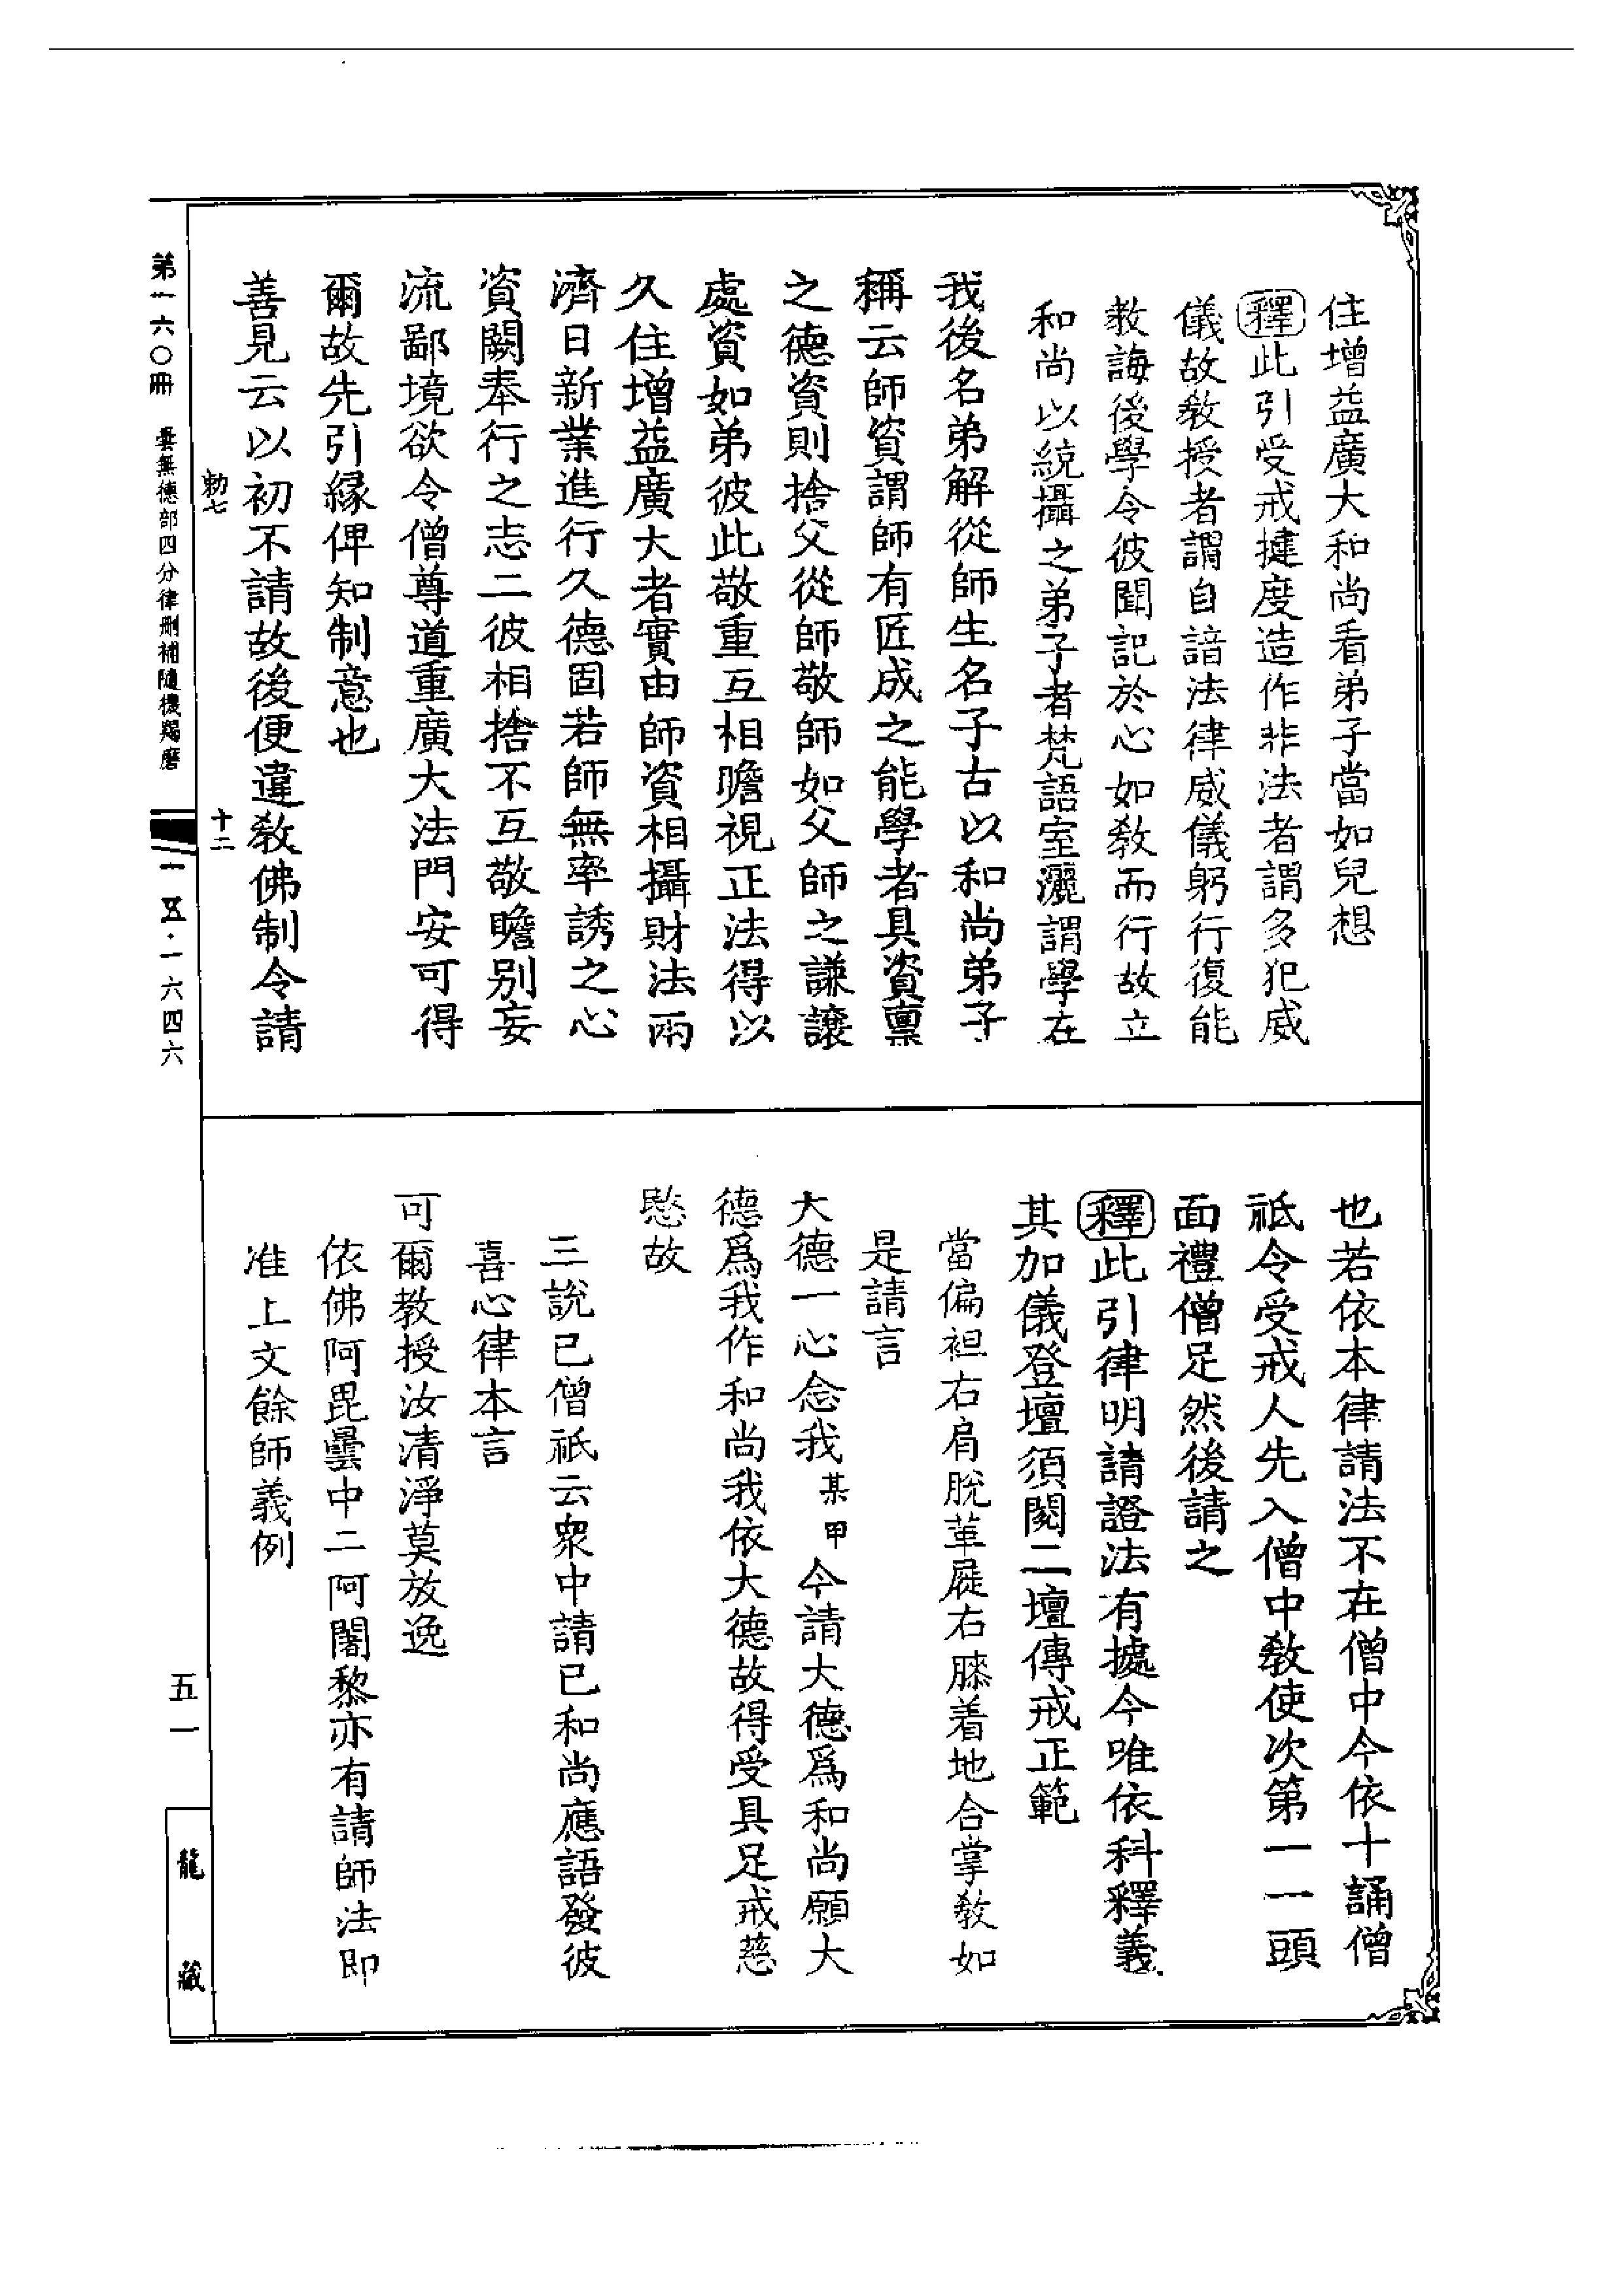 住增益廣大和尚看弟子當如兒想
釋此引受戒揵度造作非法者謂多犯威
儀故教授者謂自諳法律威儀躬行復能
教誨後學令彼聞記於心如教而行故立
和尚以統攝之弟子者梵語室灑謂學在
我後名弟解從師生名子古以和尚弟子
稱云師資謂師有匠成之能學者具資稟
之德資則捨父從師敬師如父師之謙讓
處資如弟彼此敬重互相瞻視正法得以
久住增益廣大者實由師資相攝財法兩
濟日新業進行久德固若師無率誘之心
資闕奉行之志二彼相捨不互敬瞻別妄
流鄙境欲令僧尊道重廣大法門安可得
爾故先引緣俾知制意也
善見云以初不請故後便違教佛制令請
也若依本律請法不在僧中今依十誦僧
祇令受戒人先入僧中教使次第一一頭
面禮僧足然後請之
釋此引律明請證法有據今唯依科釋義
其加儀登壇須閱二壇傳戒正範
當偏袒右肩脫革屣右膝着地合掌教如
是請言
大德一心念我某甲今請大德爲和尚願大
德爲我作和尚我依大德故得受具足戒慈
愍故
三說已僧祇云衆中請已和尚應語發彼
喜心律本言
可爾教授汝清淨莫放逸
依佛阿毘曇中二阿闍黎亦有請師法即
准上文餘師義例
勅七
十二
第一六〇冊 曇無德部四分律刪補隨機羯磨
一五·一六四六
五一
龍藏